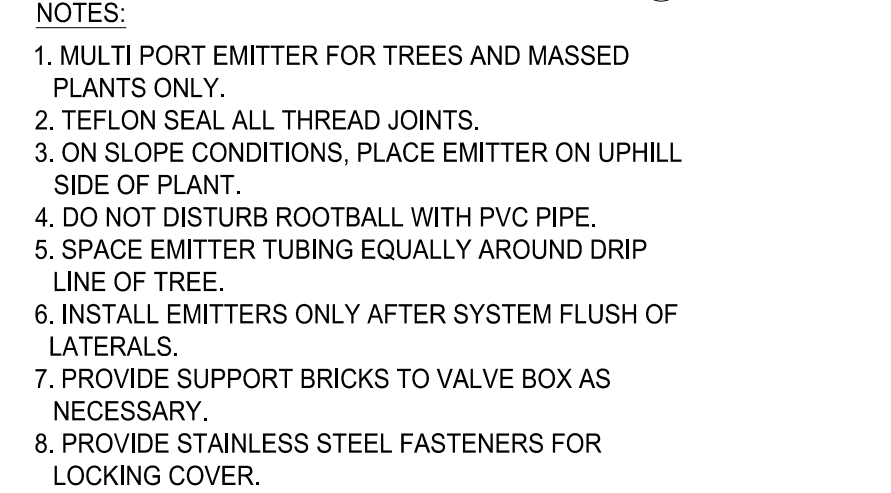 NOTES:
1. MULTI PORT EMITTER FOR TREES AND MASSED
PLANTS ONLY.
2. TEFLON SEAL ALL THREAD JOINTS.
3. ON SLOPE CONDITIONS, PLACE EMITTER ON UPHILL
SIDE OF PLANT.
4. DO NOT DISTURB ROOTBALL WITH PVC PIPE.
5. SPACE EMITTER TUBING EQUALLY AROUND DRIP
LINE OF TREE.
6. INSTALL EMITTERS ONLY AFTER SYSTEM FLUSH OF
LATERALS.
7. PROVIDE SUPPORT BRICKS TO VALVE BOX AS
NECESSARY.
8. PROVIDE STAINLESS STEEL FASTENERS FOR
LOCKING COVER.